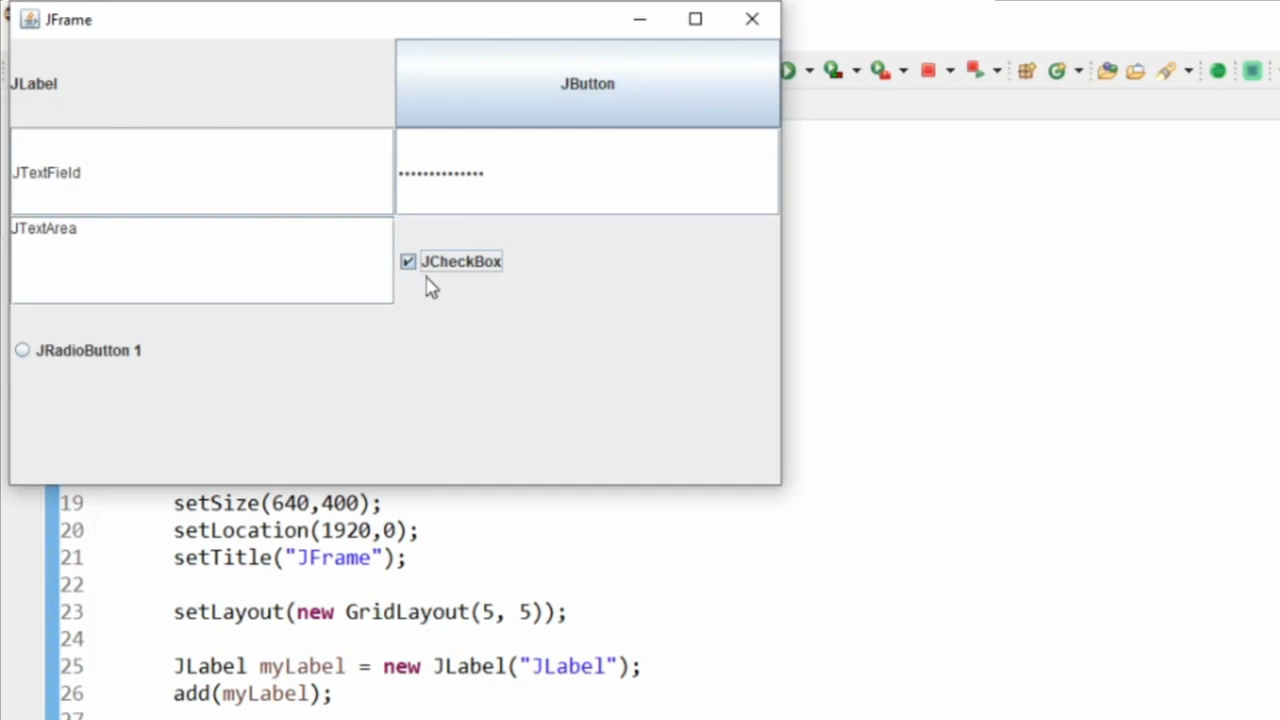 JFrame
JLabel
JButton
JTextField
••••••••••••••
JTextArea
JCheckBox
JRadioButton 1
19 setSize(640,400);
20 setLocation(1920,0);
21 setTitle("JFrame");
22
23 setLayout(new GridLayout(5, 5));
24
25 JLabel myLabel = new JLabel("JLabel");
26 add(myLabel);
27